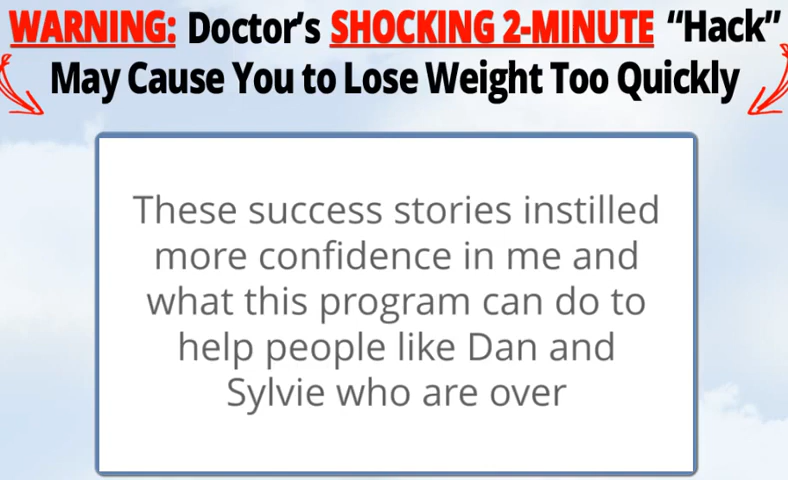 WARNING: Doctor's SHOCKING 2-MINUTE “Hack”
May Cause You to Lose Weight Too Quickly
These success stories instilled
more confidence in me and
what this program can do to
help people like Dan and
Sylvie who are over